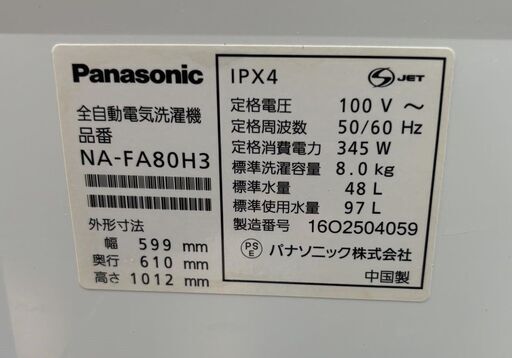 Panasonic
全自動電気洗濯機
品番
NA-FA80H3
外形寸法
幅 599 mm
奥行 610 mm
高さ 1012 mm
IPX4
S JET
定格電圧 100 V ～
定格周波数 50/60 Hz
定格消費電力 345 W
標準洗濯容量 8.0 kg
標準水量 48 L
標準使用水量 97 L
製造番号 16O2504059
PS
E
パナソニック株式会社
中国製